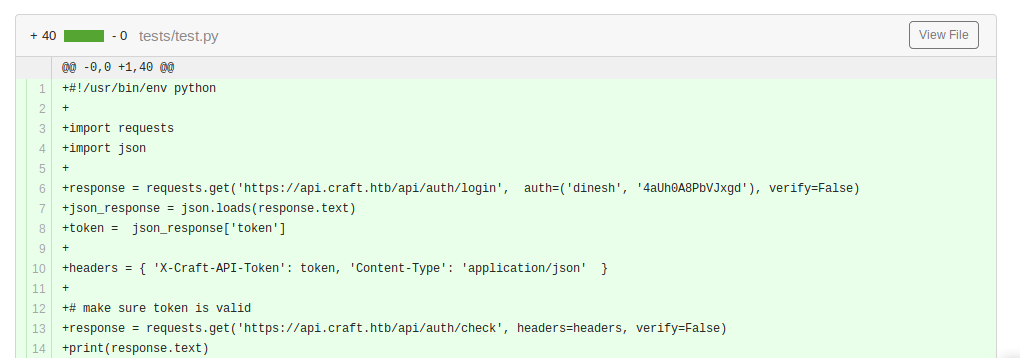 + 40 - 0 tests/test.py View File
@@ -0,0 +1,40 @@
1 +#!/usr/bin/env python
2 +
3 +import requests
4 +import json
5 +
6 +response = requests.get('https://api.craft.htb/api/auth/login',  auth=('dinesh', '4aUh0A8PbVJxgd'), verify=False)
7 +json_response = json.loads(response.text)
8 +token =  json_response['token']
9 +
10 +headers = { 'X-Craft-API-Token': token, 'Content-Type': 'application/json'  }
11 +
12 +# make sure token is valid
13 +response = requests.get('https://api.craft.htb/api/auth/check', headers=headers, verify=False)
14 +print(response.text)